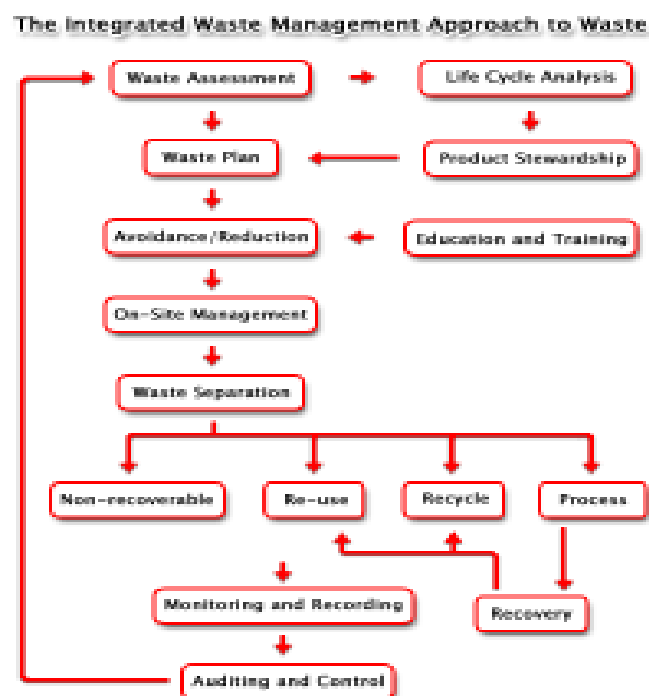 The Integrated Waste Management Approach to Waste
Waste Assessment
Life Cycle Analysis
Waste Plan
Product Stewardship
Avoidance/Reduction
Education and Training
On-Site Management
Waste Separation
Non-recoverable
Re-use
Recycle
Process
Monitoring and Recording
Recovery
Auditing and Control